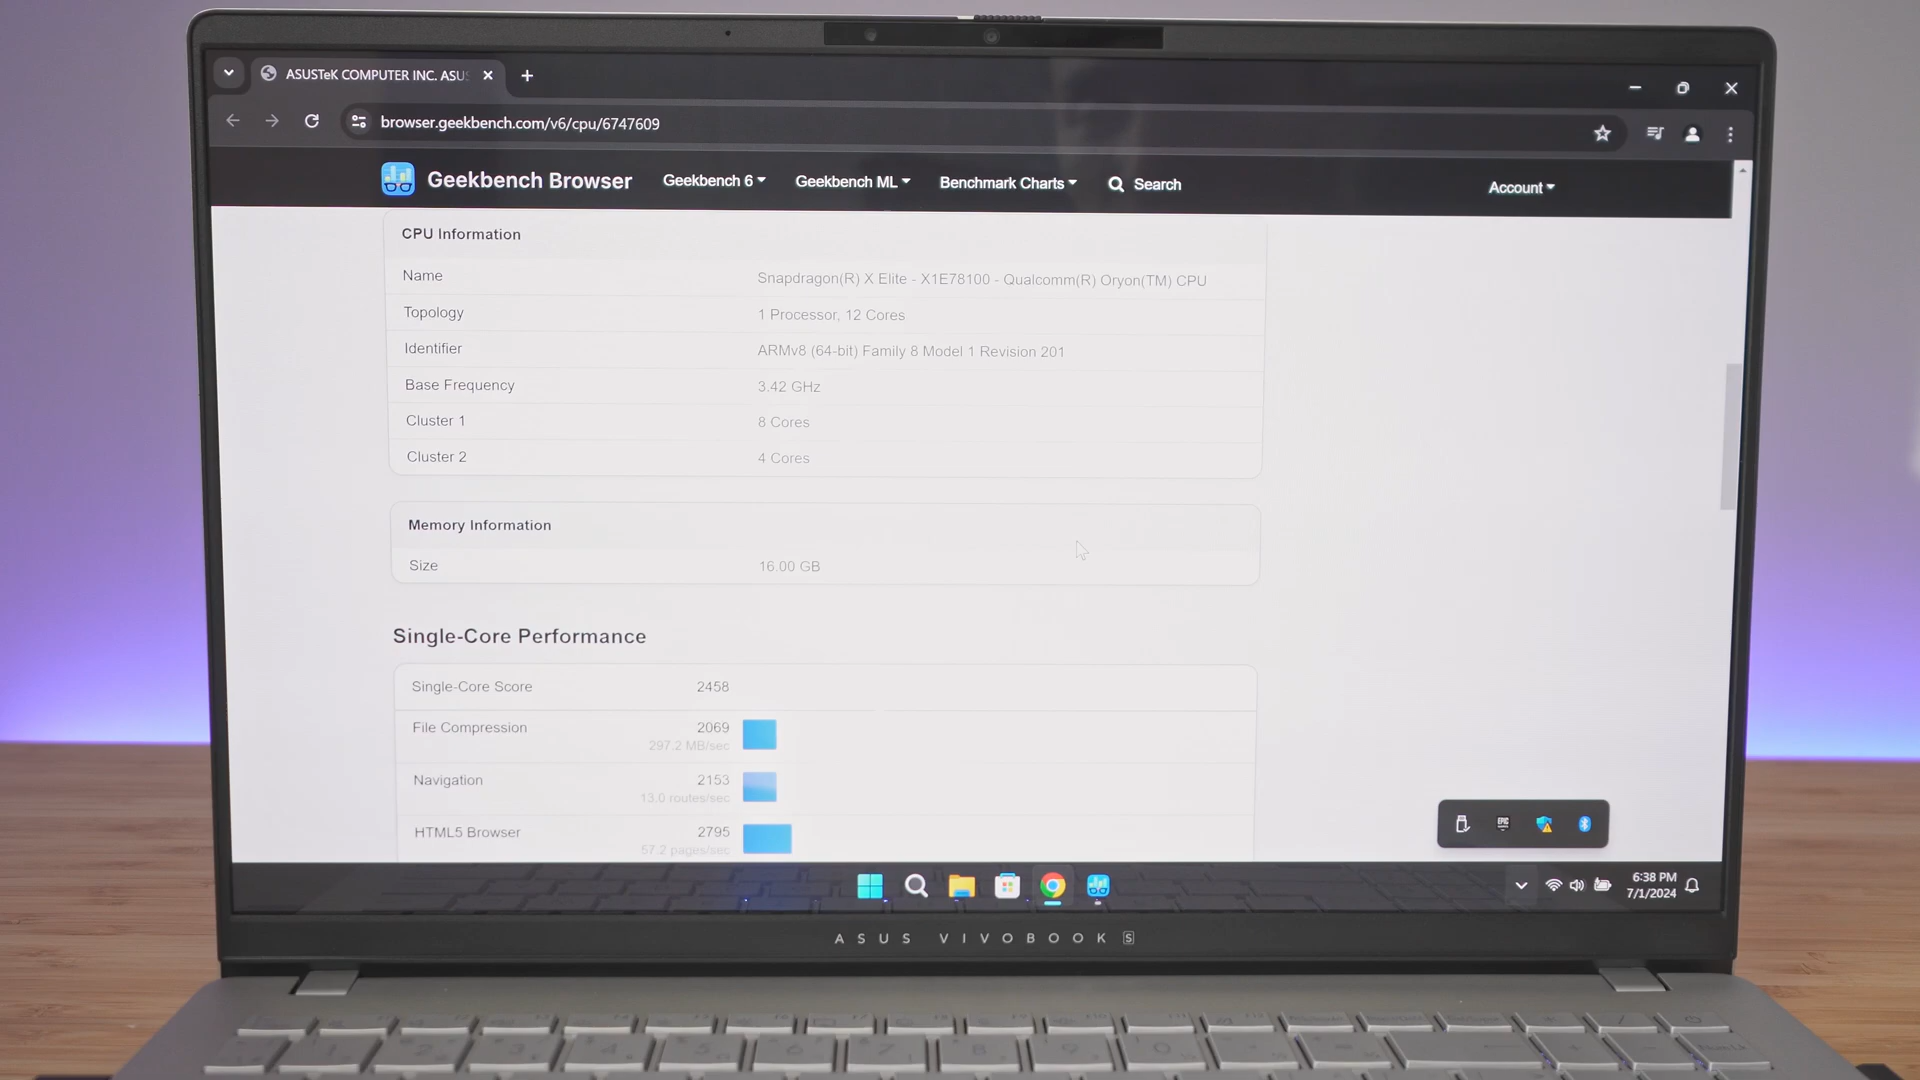 ASUSTeK COMPUTER INC. ASUS
browser.geekbench.com/v6/cpu/6747609
Geekbench Browser Geekbench 6 Geekbench ML Benchmark Charts Search Account
CPU Information
Name Snapdragon(R) X Elite - X1E78100 - Qualcomm(R) Oryon(TM) CPU
Topology 1 Processor, 12 Cores
Identifier ARMv8 (64-bit) Family 8 Model 1 Revision 201
Base Frequency 3.42 GHz
Cluster 1 8 Cores
Cluster 2 4 Cores
Memory Information
Size 16.00 GB
Single-Core Performance
Single-Core Score 2458
File Compression 2069
297.2 MB/sec
Navigation 2153
13.0 routes/sec
HTML5 Browser 2795
57.2 pages/sec
EPIC
6:38 PM
7/1/2024
ASUS VIVOBOOK S